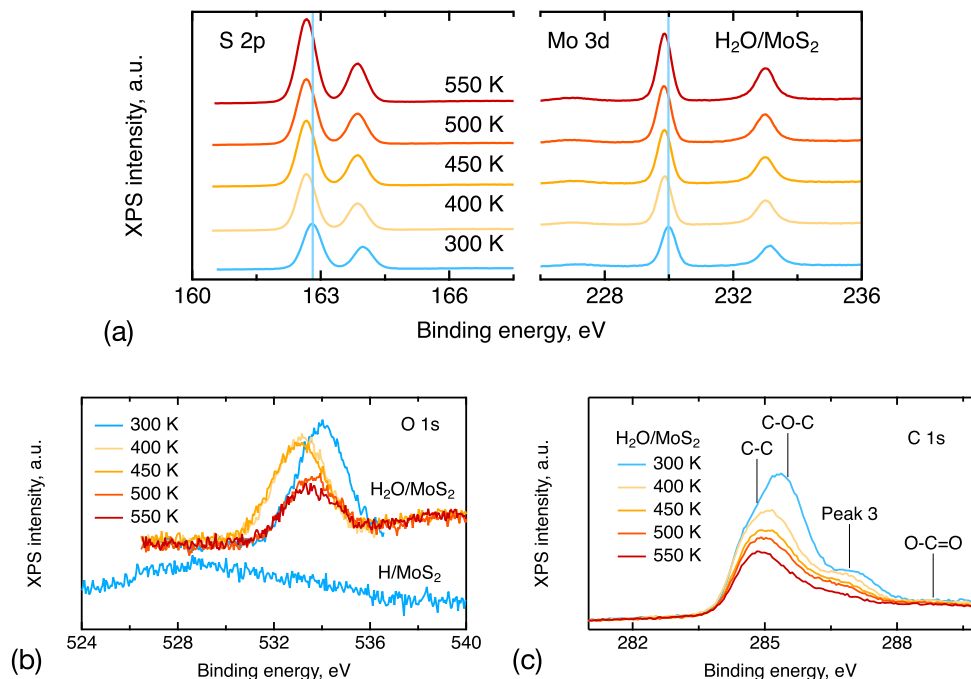 S 2p
Mo 3d
H2O/MoS2
550 K
500 K
450 K
400 K
300 K
XPS intensity, a.u.
160 163 166 228 232 236
Binding energy, eV
(a)
300 K
400 K
450 K
500 K
550 K
O 1s
H2O/MoS2
H/MoS2
XPS intensity, a.u.
524 528 532 536 540
Binding energy, eV
(b)
H2O/MoS2
300 K
400 K
450 K
500 K
550 K
C-O-C
C-C
C 1s
Peak 3
O-C=O
XPS intensity, a.u.
282 285 288
Binding energy, eV
(c)